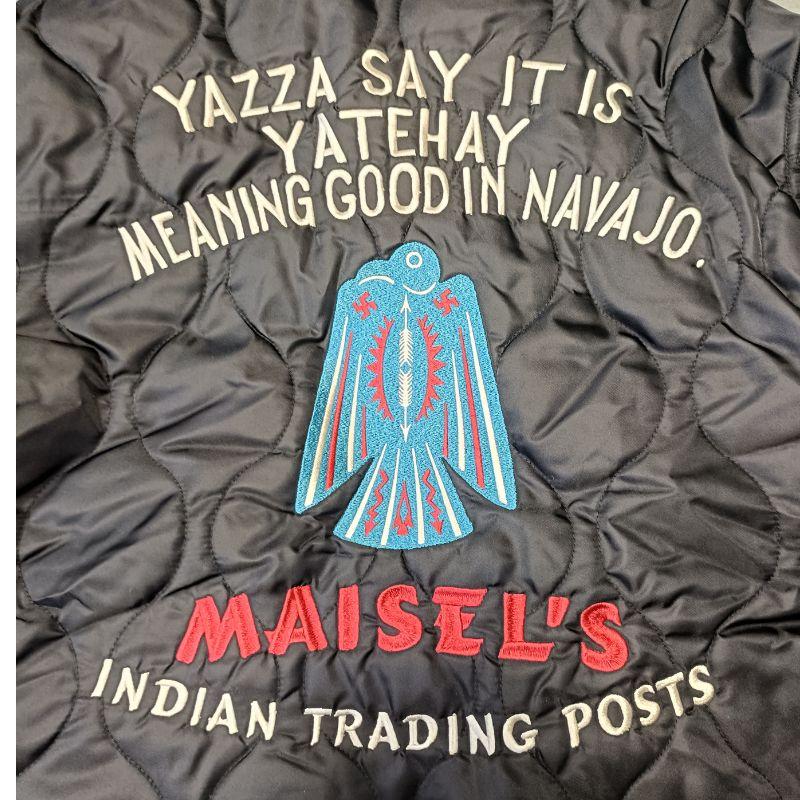 YAZZA SAY IT IS
YATEHAY
MEANING GOOD IN NAVAJO.
MAISEL'S
INDIAN TRADING POSTS